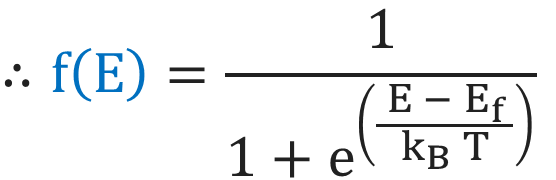 ∴ f(E) = 1 / (1 + e^((E − E_f) / (k_B T)))